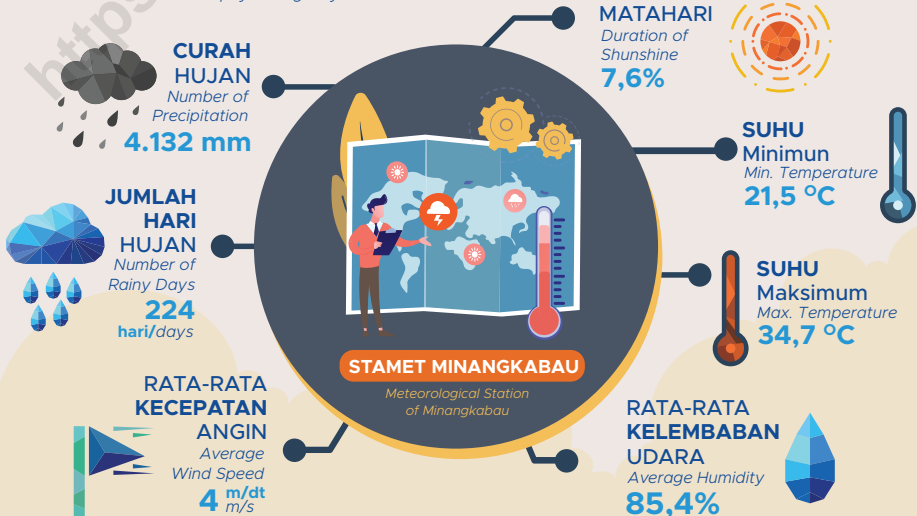 https
CURAH
HUJAN
Number of
Precipitation
4.132 mm
JUMLAH
HARI
HUJAN
Number of
Rainy Days
224
hari/days
RATA-RATA
KECEPATAN
ANGIN
Average
Wind Speed
4 m/dt
m/s
STAMET MINANGKABAU
Meteorological Station
of Minangkabau
MATAHARI
Duration of
Shunshine
7,6%
SUHU
Minimun
Min. Temperature
21,5 °C
SUHU
Maksimum
Max. Temperature
34,7 °C
RATA-RATA
KELEMBABAN
UDARA
Average Humidity
85,4%